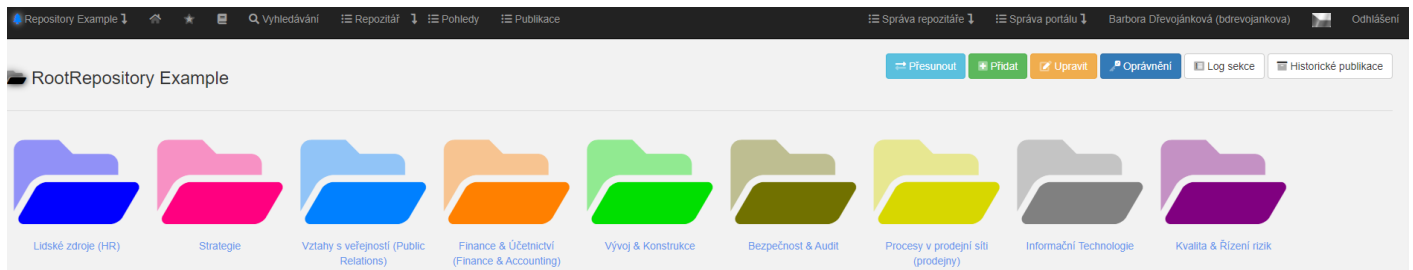 Repository Example
Vyhledávání
Repozitář
Pohledy
Publikace
Správa repozitáře
Správa portálu
Barbora Dřevojánková (bdrevojankova)
Odhlášení
RootRepository Example
Přesunout
Přidat
Upravit
Oprávnění
Log sekce
Historické publikace
Lidské zdroje (HR)
Strategie
Vztahy s veřejností (Public
Relations)
Finance & Účetnictví
(Finance & Accounting)
Vývoj & Konstrukce
Bezpečnost & Audit
Procesy v prodejní síti
(prodejny)
Informační Technologie
Kvalita & Řízení rizik